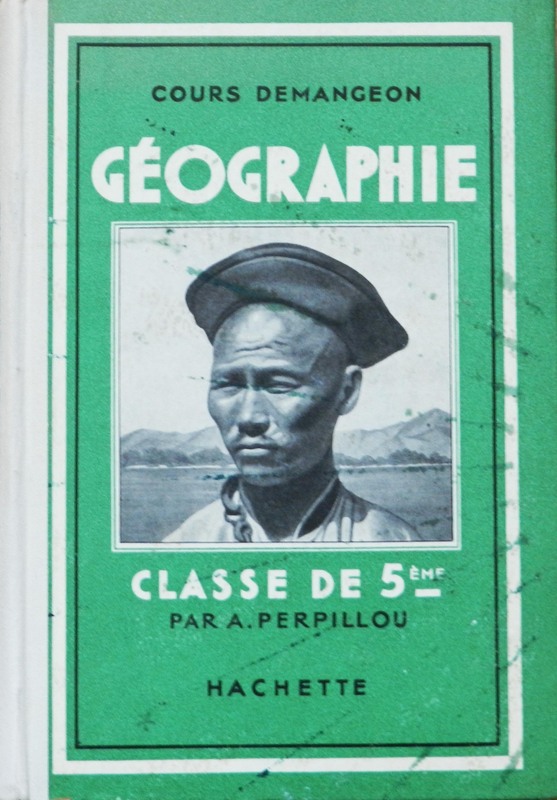 COURS DEMANGEON
GÉOGRAPHIE
CLASSE DE 5ÈME
PAR A. PERPILLOU
HACHETTE